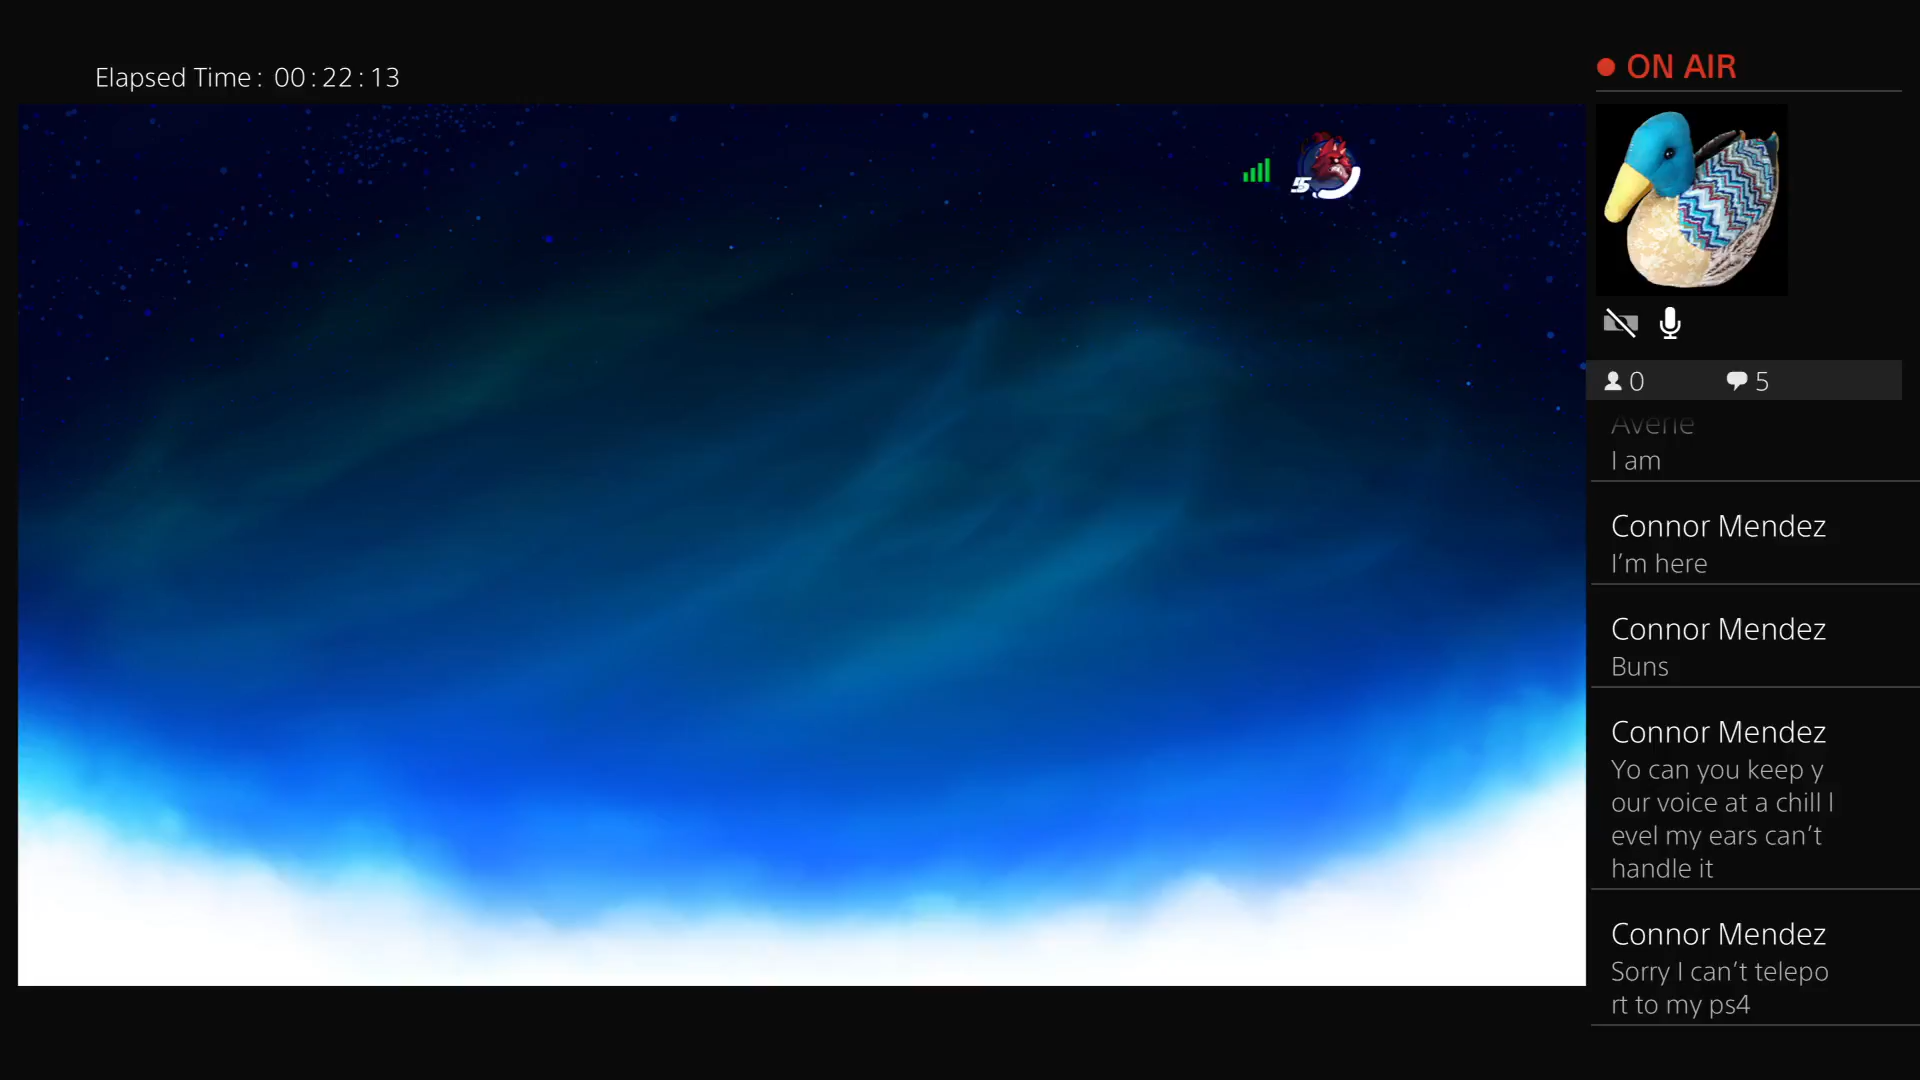 Elapsed Time: 00:22:13
ON AIR
5
0
5
Averie
I am
Connor Mendez
I'm here
Connor Mendez
Buns
Connor Mendez
Yo can you keep y
our voice at a chill l
evel my ears can't
handle it
Connor Mendez
Sorry I can't telepo
rt to my ps4